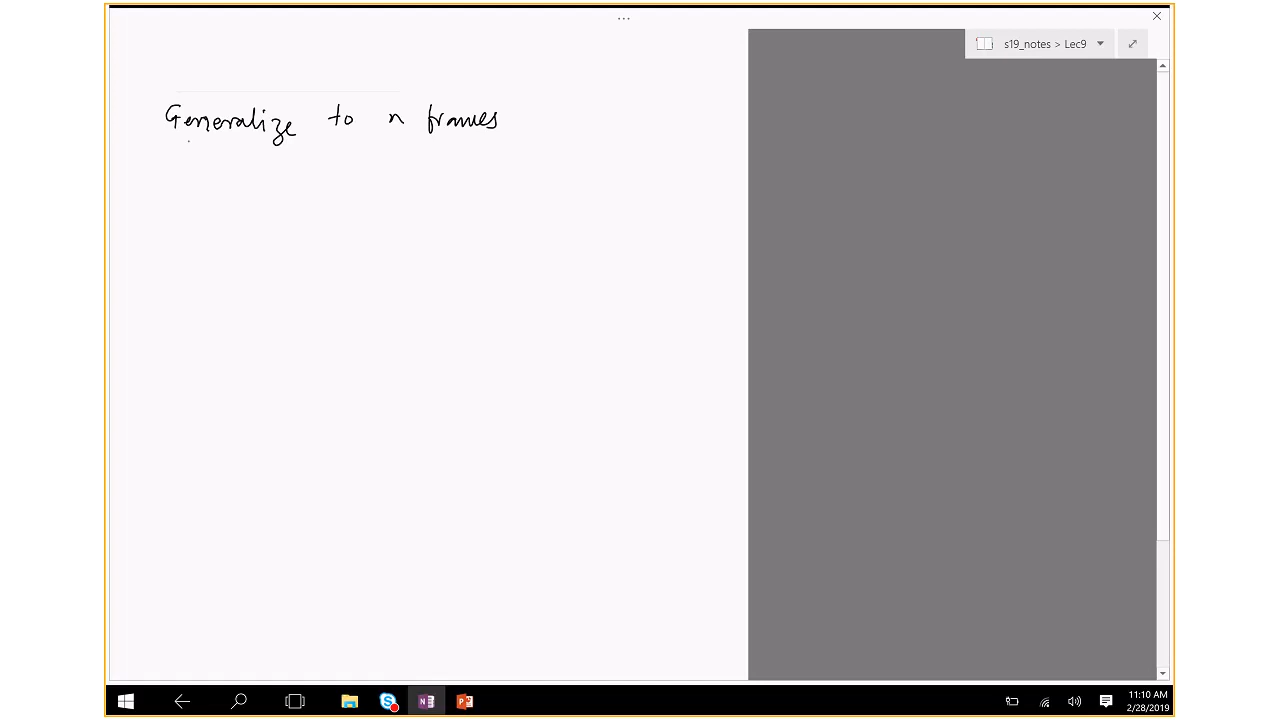 ...
s19_notes > Lec9
Generalize to n frames
11:10 AM
2/28/2019